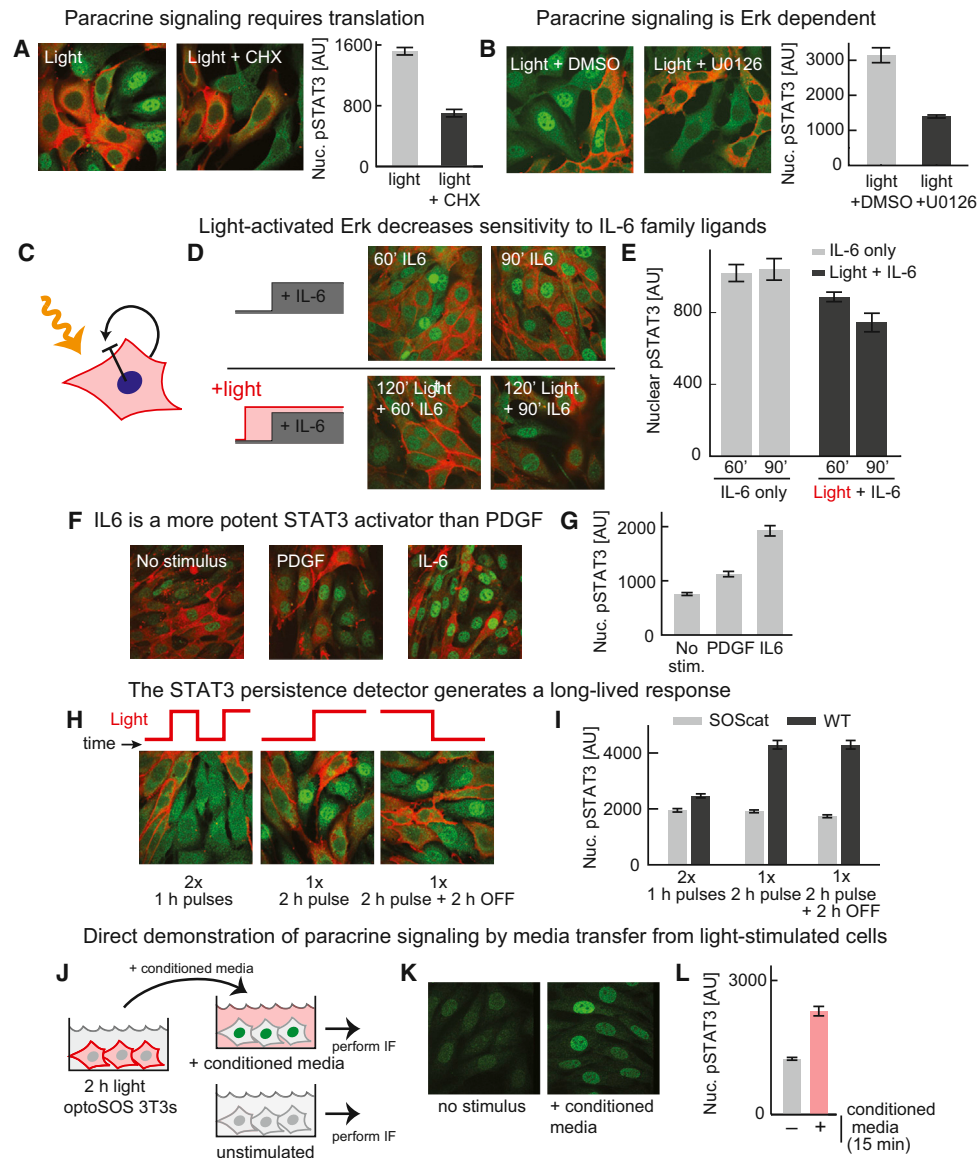 Paracrine signaling requires translation
Paracrine signaling is Erk dependent
A
Light
Light + CHX
Nuc. pSTAT3 [AU]
1600
800
0
light
light
+ CHX
B
Light + DMSO
Light + U0126
Nuc. pSTAT3 [AU]
3000
2000
1000
0
light
+DMSO
light
+U0126
Light-activated Erk decreases sensitivity to IL-6 family ligands
C
D
+ IL-6
60' IL6
90' IL6
+light
+ IL-6
120' Light
+ 60' IL6
120' Light
+ 90' IL6
E
IL-6 only
Light + IL-6
Nuclear pSTAT3 [AU]
800
400
0
60'
90'
60'
90'
IL-6 only
Light + IL-6
F
IL6 is a more potent STAT3 activator than PDGF
No stimulus
PDGF
IL-6
G
Nuc. pSTAT3 [AU]
2000
1000
0
No
stim.
PDGF
IL6
The STAT3 persistence detector generates a long-lived response
H
Light
time
2x
1 h pulses
1x
2 h pulse
1x
2 h pulse + 2 h OFF
I
SOScat
WT
Nuc. pSTAT3 [AU]
4000
2000
0
2x
1 h pulses
1x
2 h pulse
1x
2 h pulse
+ 2 h OFF
Direct demonstration of paracrine signaling by media transfer from light-stimulated cells
J
+ conditioned media
2 h light
optoSOS 3T3s
+ conditioned media
perform IF
unstimulated
perform IF
K
no stimulus
+ conditioned
media
L
Nuc. pSTAT3 [AU]
3000
0
–
+
conditioned
media
(15 min)